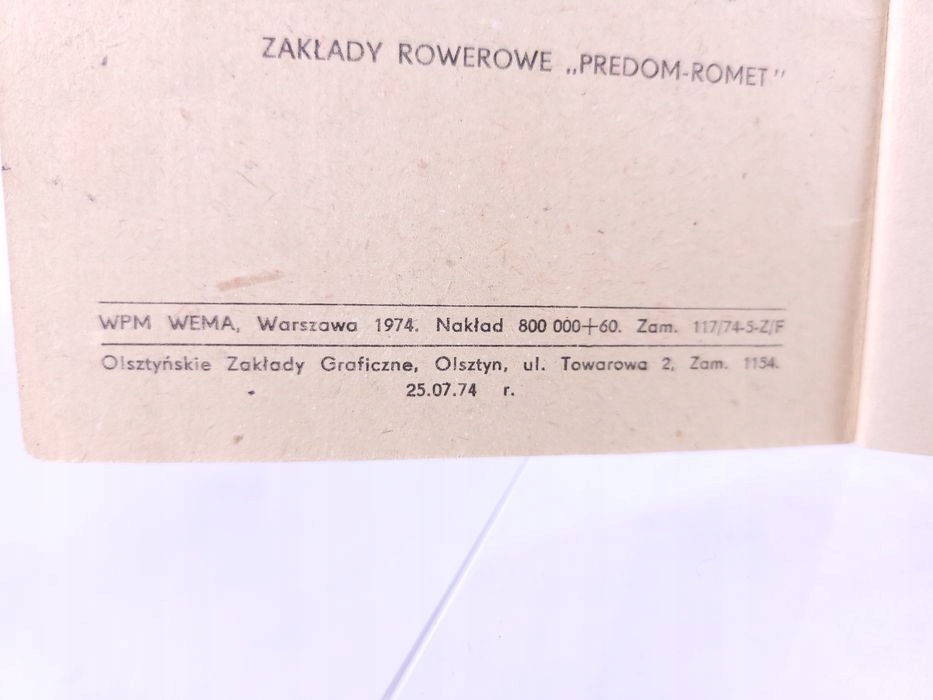 ZAKŁADY ROWEROWE „PREDOM-ROMET”
WPM WEMA, Warszawa 1974. Nakład 800 000+60. Zam. 117/74-5-Z/F
Olsztyńskie Zakłady Graficzne, Olsztyn, ul. Towarowa 2, Zam. 1154.
25.07.74 r.